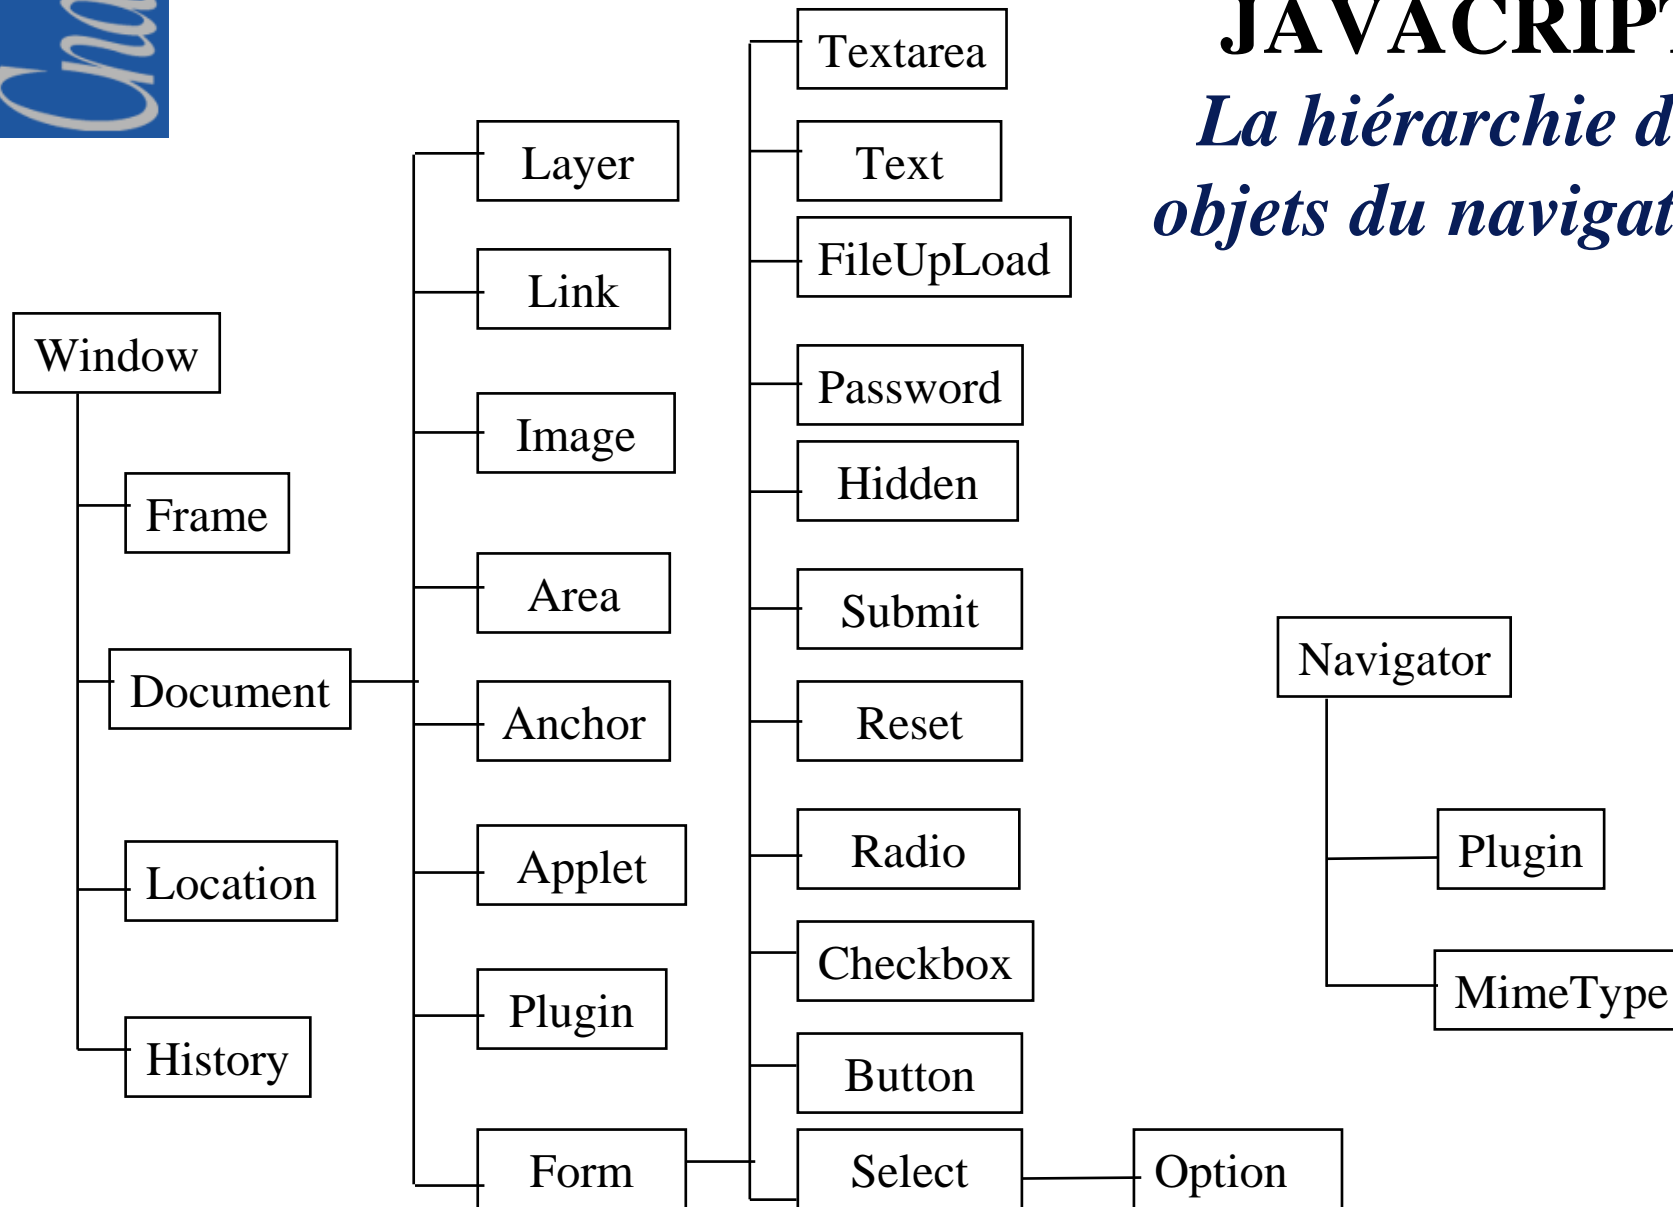 JAVACRIPT
La hiérarchie d
objets du navigat
Window
Frame
Document
Location
History
Layer
Link
Image
Area
Anchor
Applet
Plugin
Form
Textarea
Text
FileUpLoad
Password
Hidden
Submit
Reset
Radio
Checkbox
Button
Select
Option
Navigator
Plugin
MimeType